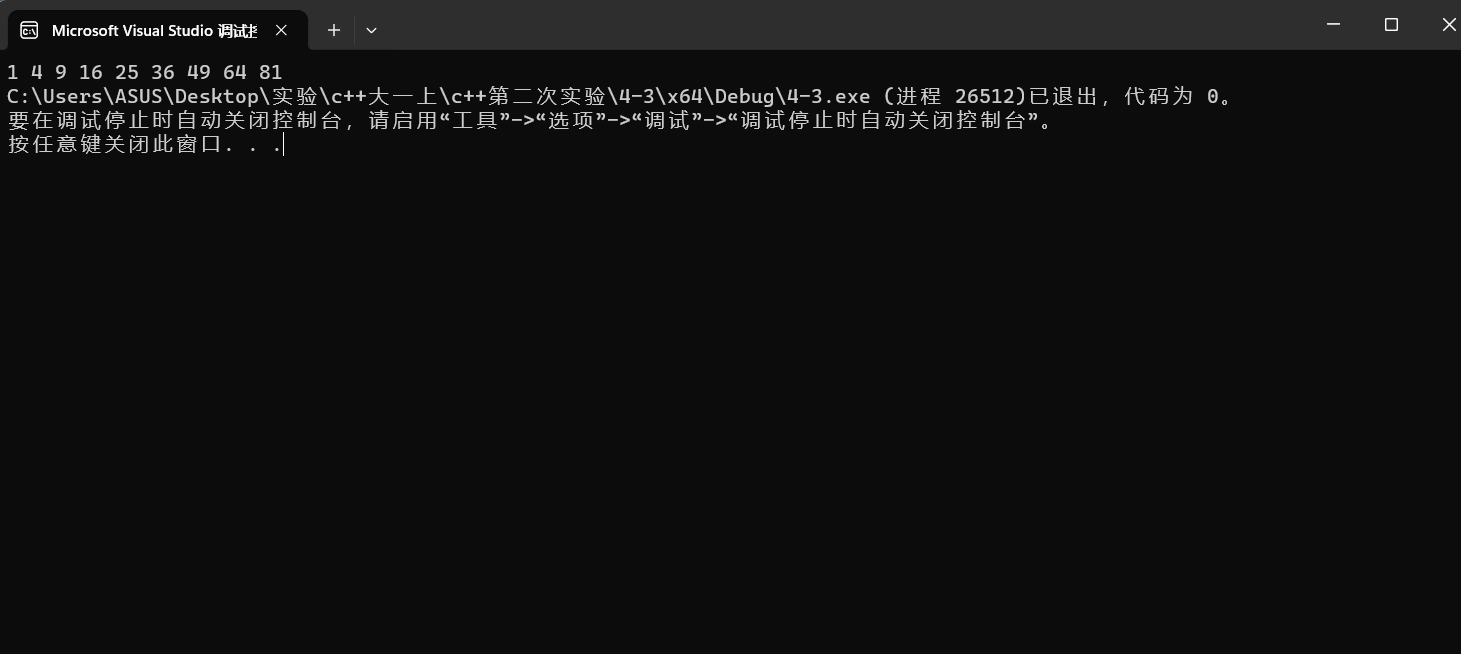 Microsoft Visual Studio 调试
1 4 9 16 25 36 49 64 81
C:\Users\ASUS\Desktop\实验\c++大一上\c++第二次实验\4-3\x64\Debug\4-3.exe (进程 26512)已退出，代码为 0。
要在调试停止时自动关闭控制台，请启用“工具”->“选项”->“调试”->“调试停止时自动关闭控制台”。
按任意键关闭此窗口. . .